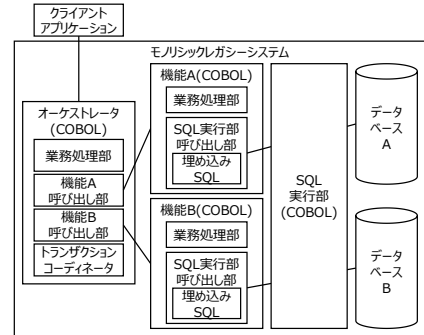 クライアント
アプリケーション
モノリシックレガシーシステム
オーケストレータ
(COBOL)
業務処理部
機能A
呼び出し部
機能B
呼び出し部
トランザクション
コーディネータ
機能A(COBOL)
業務処理部
SQL実行部
呼び出し部
埋め込み
SQL
機能B(COBOL)
業務処理部
SQL実行部
呼び出し部
埋め込み
SQL
SQL
実行部
(COBOL)
データ
ベース
A
データ
ベース
B